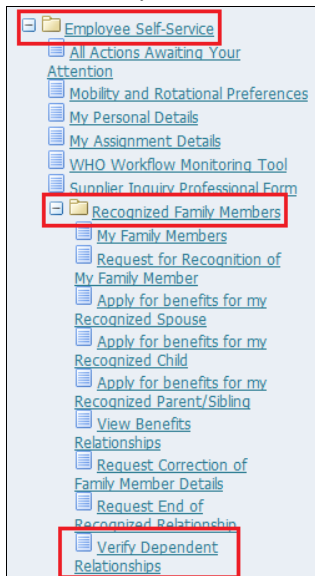 Employee Self-Service
All Actions Awaiting Your
Attention
Mobility and Rotational Preferences
My Personal Details
My Assignment Details
WHO Workflow Monitoring Tool
Supplier Inquiry Professional Form
Recognized Family Members
My Family Members
Request for Recognition of
My Family Member
Apply for benefits for my
Recognized Spouse
Apply for benefits for my
Recognized Child
Apply for benefits for my
Recognized Parent/Sibling
View Benefits
Relationships
Request Correction of
Family Member Details
Request End of
Recognized Relationship
Verify Dependent
Relationships